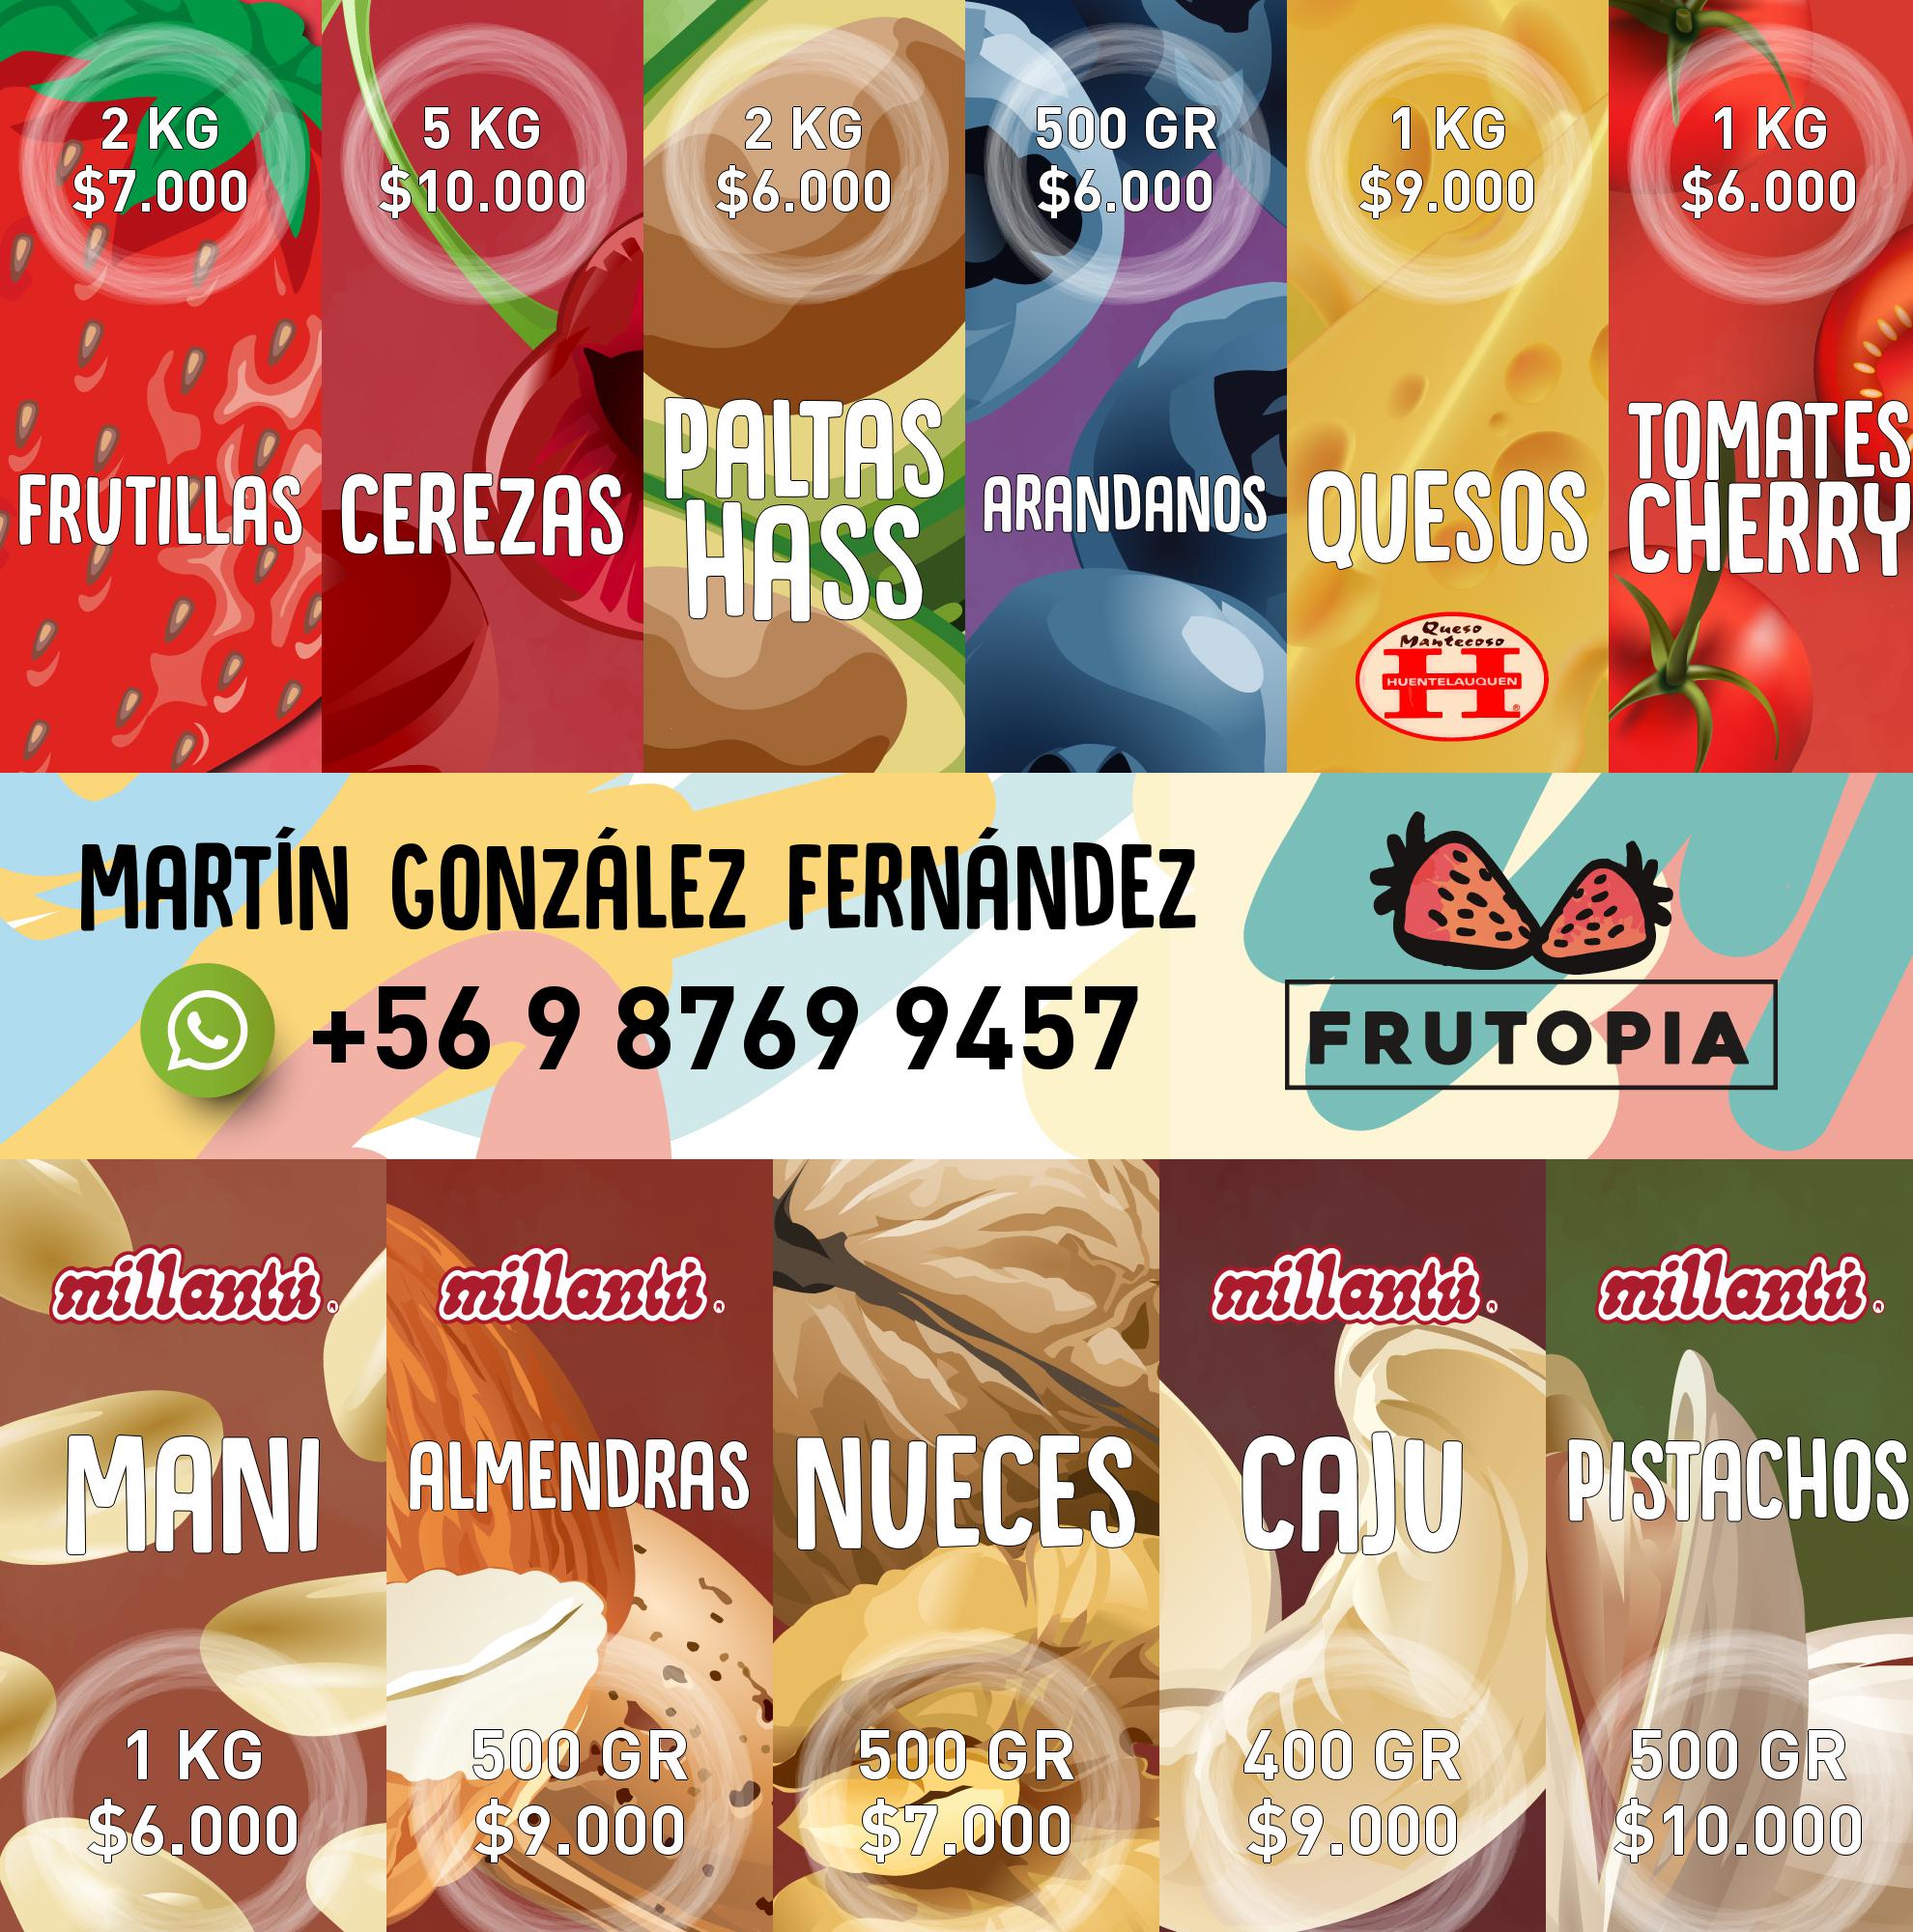 2 KG
$7.000
FRUTILLAS
5 KG
$10.000
CEREZAS
2 KG
$6.000
PALTAS
HASS
500 GR
$6.000
ARANDANOS
1 KG
$9.000
QUESOS
Queso
Mantecoso
H
HUENTELAUQUEN
®
1 KG
$6.000
TOMATES
CHERRY
MARTÍN GONZÁLEZ FERNÁNDEZ
+56 9 8769 9457
FRUTOPIA
millantú®
MANI
1 KG
$6.000
millantú®
ALMENDRAS
500 GR
$9.000
NUECES
500 GR
$7.000
millantú®
CAJU
400 GR
$9.000
millantú®
PISTACHOS
500 GR
$10.000